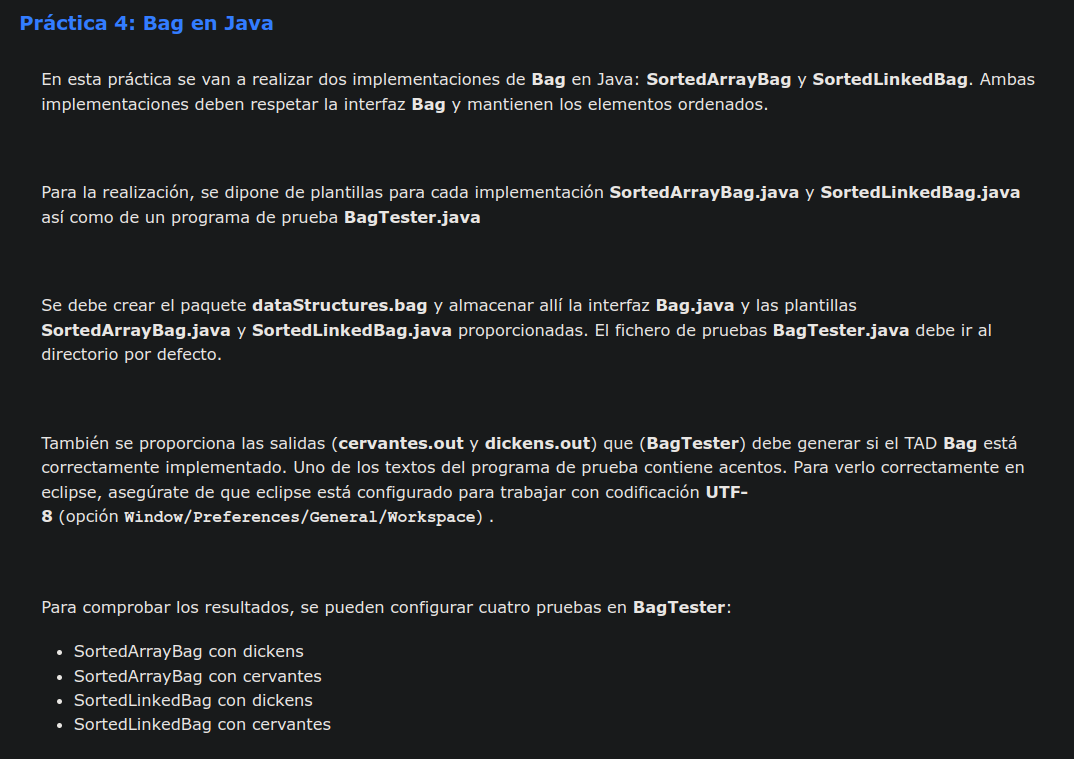 Práctica 4: Bag en Java
En esta práctica se van a realizar dos implementaciones de Bag en Java: SortedArrayBag y SortedLinkedBag. Ambas
implementaciones deben respetar la interfaz Bag y mantienen los elementos ordenados.
Para la realización, se dipone de plantillas para cada implementación SortedArrayBag.java y SortedLinkedBag.java
así como de un programa de prueba BagTester.java
Se debe crear el paquete dataStructures.bag y almacenar allí la interfaz Bag.java y las plantillas
SortedArrayBag.java y SortedLinkedBag.java proporcionadas. El fichero de pruebas BagTester.java debe ir al
directorio por defecto.
También se proporciona las salidas (cervantes.out y dickens.out) que (BagTester) debe generar si el TAD Bag está
correctamente implementado. Uno de los textos del programa de prueba contiene acentos. Para verlo correctamente en
eclipse, asegúrate de que eclipse está configurado para trabajar con codificación UTF-
8 (opción Window/Preferences/General/Workspace) .
Para comprobar los resultados, se pueden configurar cuatro pruebas en BagTester:
• SortedArrayBag con dickens
• SortedArrayBag con cervantes
• SortedLinkedBag con dickens
• SortedLinkedBag con cervantes